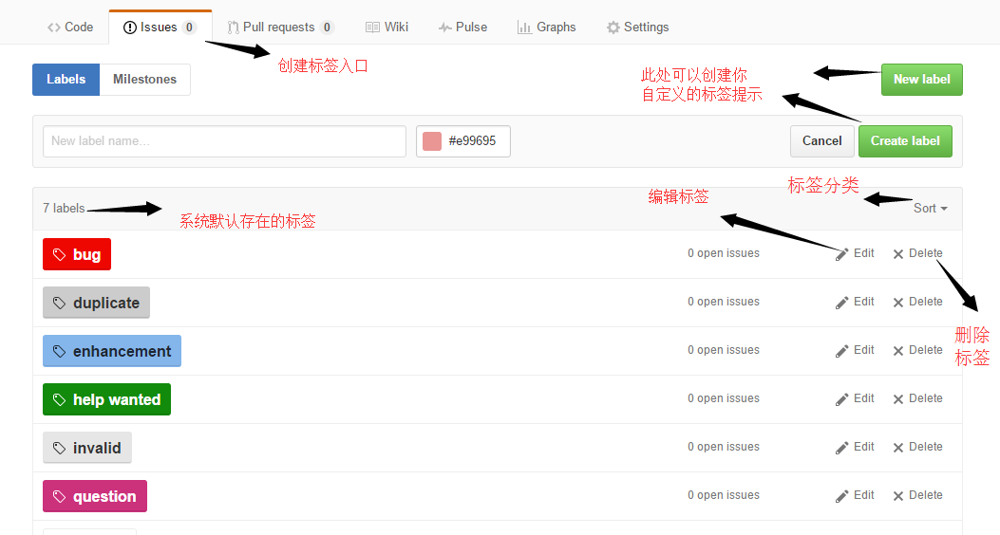 Code Issues 0 Pull requests 0 Wiki Pulse Graphs Settings
创建标签入口
Labels Milestones
此处可以创建你
自定义的标签提示
New label
New label name...
#e99695
Cancel Create label
标签分类
编辑标签
7 labels
Sort
系统默认存在的标签
bug 0 open issues Edit Delete
duplicate 0 open issues Edit Delete
删除
标签
enhancement 0 open issues Edit Delete
help wanted 0 open issues Edit Delete
invalid 0 open issues Edit Delete
question 0 open issues Edit Delete